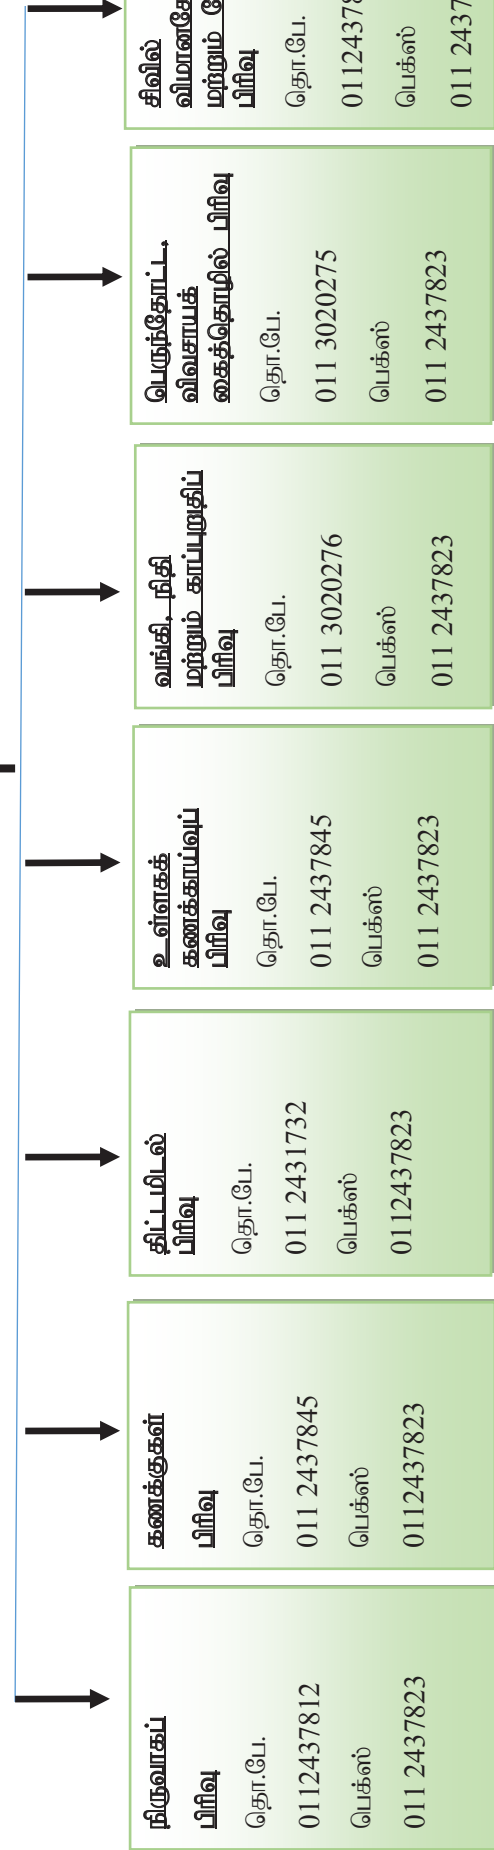 நிருவாகப்
பிரிவு
தொ.பே.
0112437812
பெக்ஸ்
011 2437823
கணக்குகள்
பிரிவு
தொ.பே.
011 2437845
பெக்ஸ்
0112437823
திட்டமிடல்
பிரிவு
தொ.பே.
011 2431732
பெக்ஸ்
0112437823
உள்ளகக்
கணக்காய்வுப்
பிரிவு
தொ.பே.
011 2437845
பெக்ஸ்
011 2437823
வங்கி, நிதி
மற்றும் காப்புறுதிப்
பிரிவு
தொ.பே.
011 3020276
பெக்ஸ்
011 2437823
பெருந்தோட்ட,
விவசாயக்
கைத்தொழில் பிரிவு
தொ.பே.
011 3020275
பெக்ஸ்
011 2437823
சிவில்
மற்றும்
பிரிவு
தொ.பே.
பெக்ஸ்